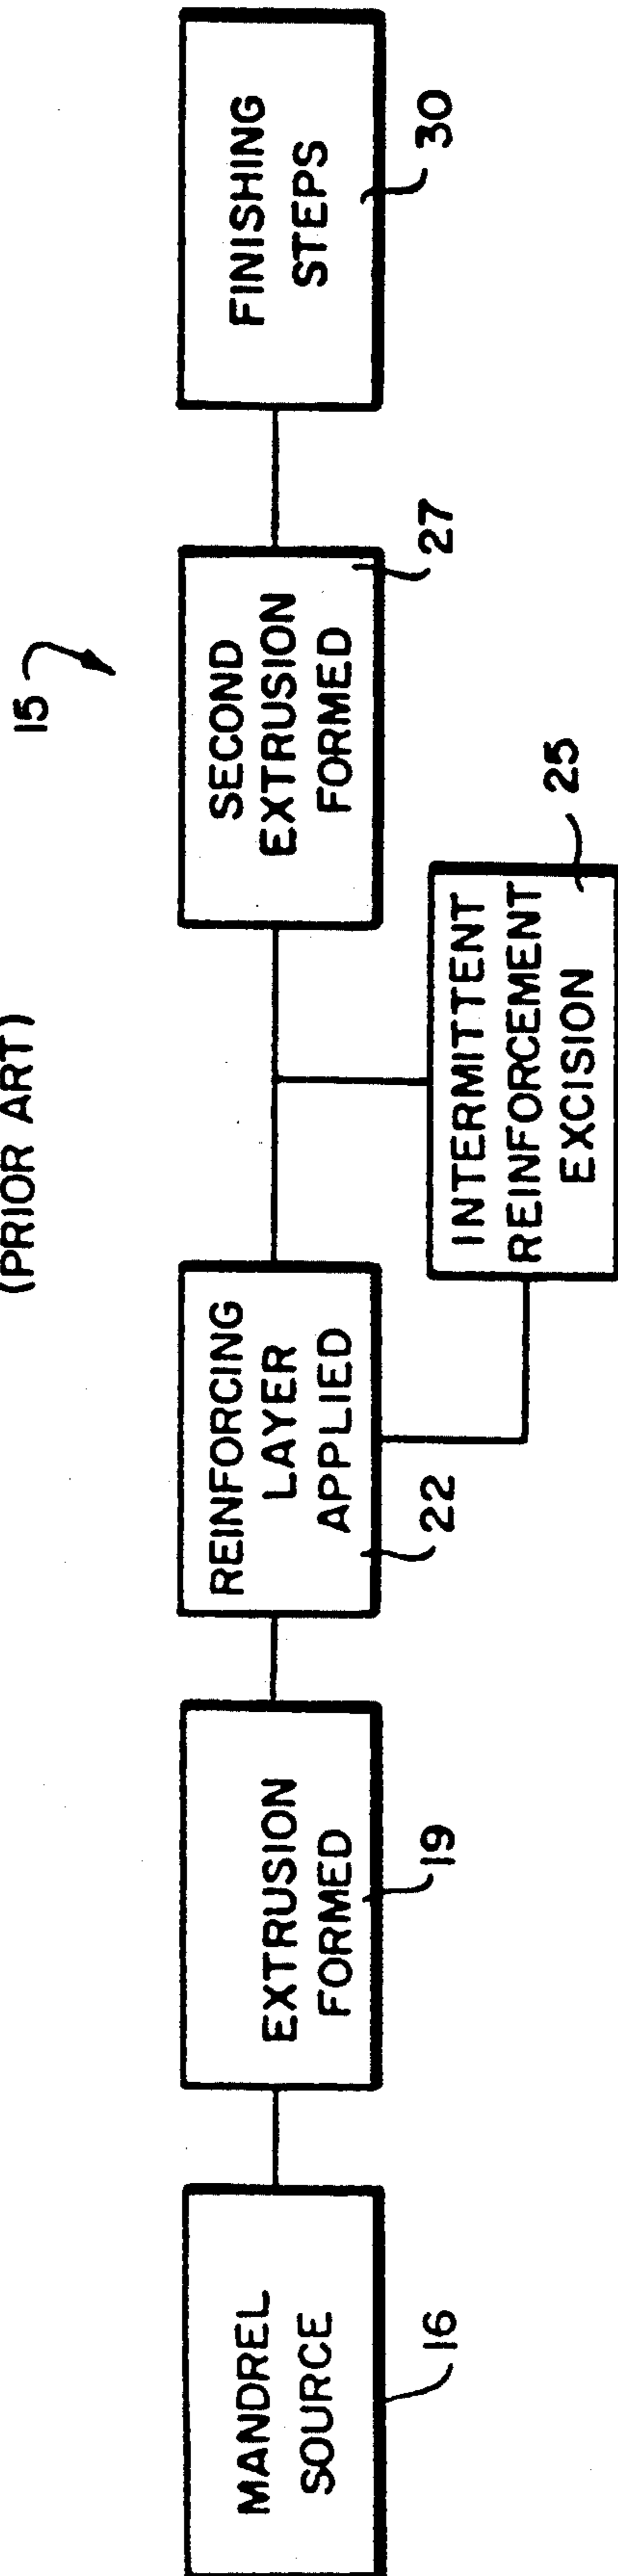 (PRIOR ART)
15
MANDREL
SOURCE
16
EXTRUSION
FORMED
19
REINFORCING
LAYER
APPLIED
22
INTERMITTENT
REINFORCEMENT
EXCISION
25
SECOND
EXTRUSION
FORMED
27
FINISHING
STEPS
30